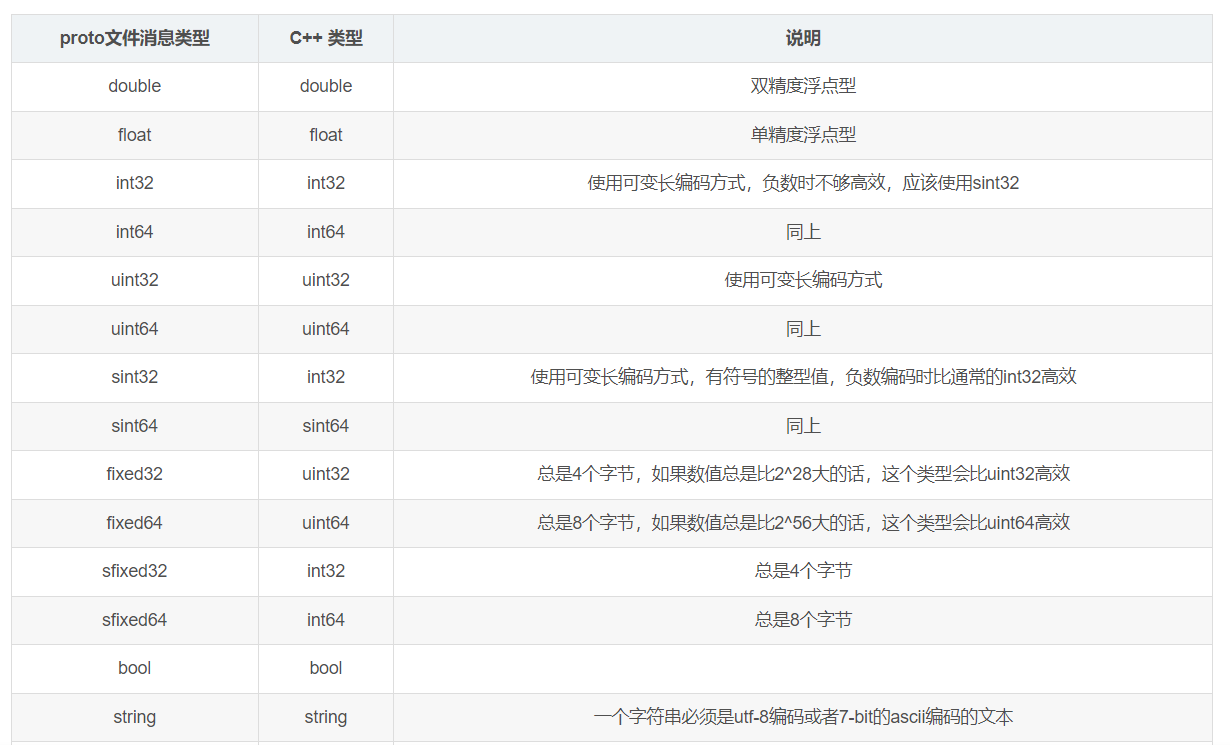 proto文件消息类型 C++ 类型 说明
double double 双精度浮点型
float float 单精度浮点型
int32 int32 使用可变长编码方式，负数时不够高效，应该使用sint32
int64 int64 同上
uint32 uint32 使用可变长编码方式
uint64 uint64 同上
sint32 int32 使用可变长编码方式，有符号的整型值，负数编码时比通常的int32高效
sint64 sint64 同上
fixed32 uint32 总是4个字节，如果数值总是比2^28大的话，这个类型会比uint32高效
fixed64 uint64 总是8个字节，如果数值总是比2^56大的话，这个类型会比uint64高效
sfixed32 int32 总是4个字节
sfixed64 int64 总是8个字节
bool bool
string string 一个字符串必须是utf-8编码或者7-bit的ascii编码的文本